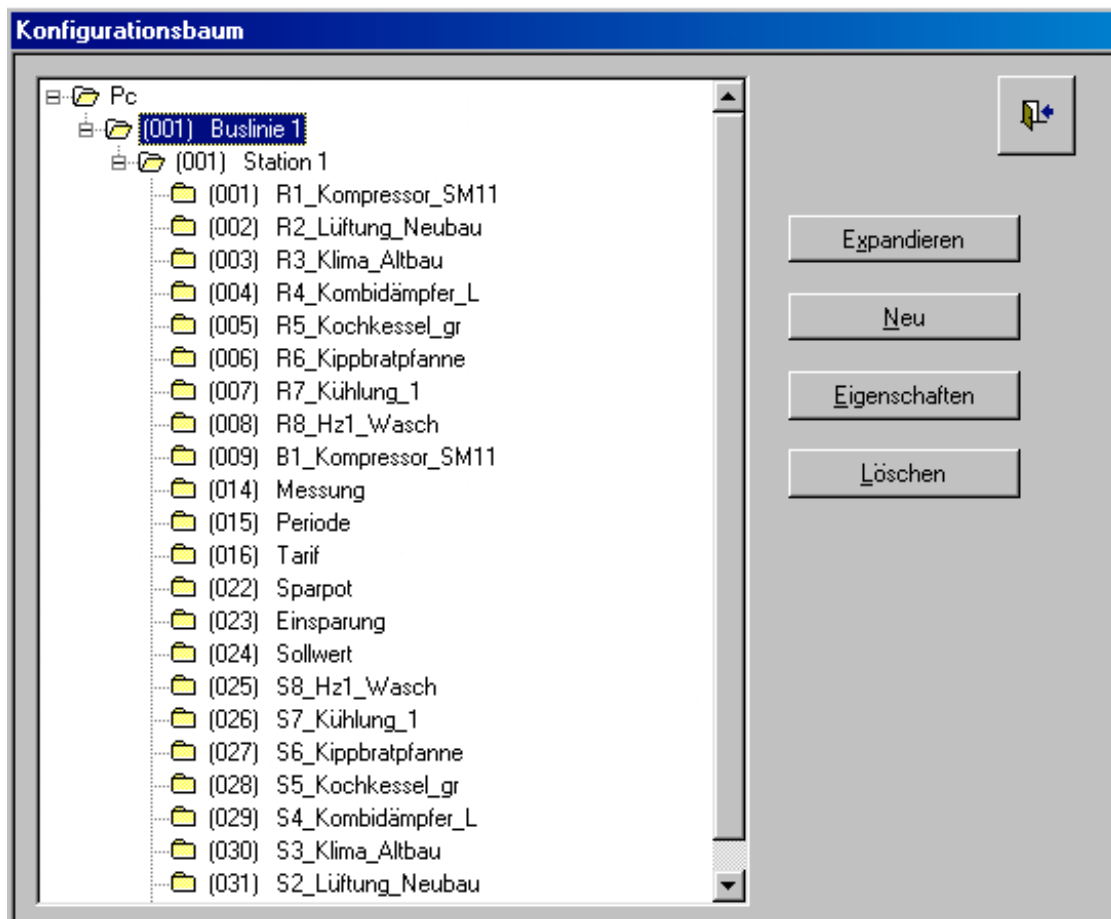 Konfigurationsbaum
Pc
(001) Buslinie 1
(001) Station 1
(001) R1_Kompressor_SM11
(002) R2_Lüftung_Neubau
(003) R3_Klima_Altbau
(004) R4_Kombidämpfer_L
(005) R5_Kochkessel_gr
(006) R6_Kippbratpfanne
(007) R7_Kühlung_1
(008) R8_Hz1_Wasch
(009) B1_Kompressor_SM11
(014) Messung
(015) Periode
(016) Tarif
(022) Sparpot
(023) Einsparung
(024) Sollwert
(025) S8_Hz1_Wasch
(026) S7_Kühlung_1
(027) S6_Kippbratpfanne
(028) S5_Kochkessel_gr
(029) S4_Kombidämpfer_L
(030) S3_Klima_Altbau
(031) S2_Lüftung_Neubau
Expandieren
Neu
Eigenschaften
Löschen